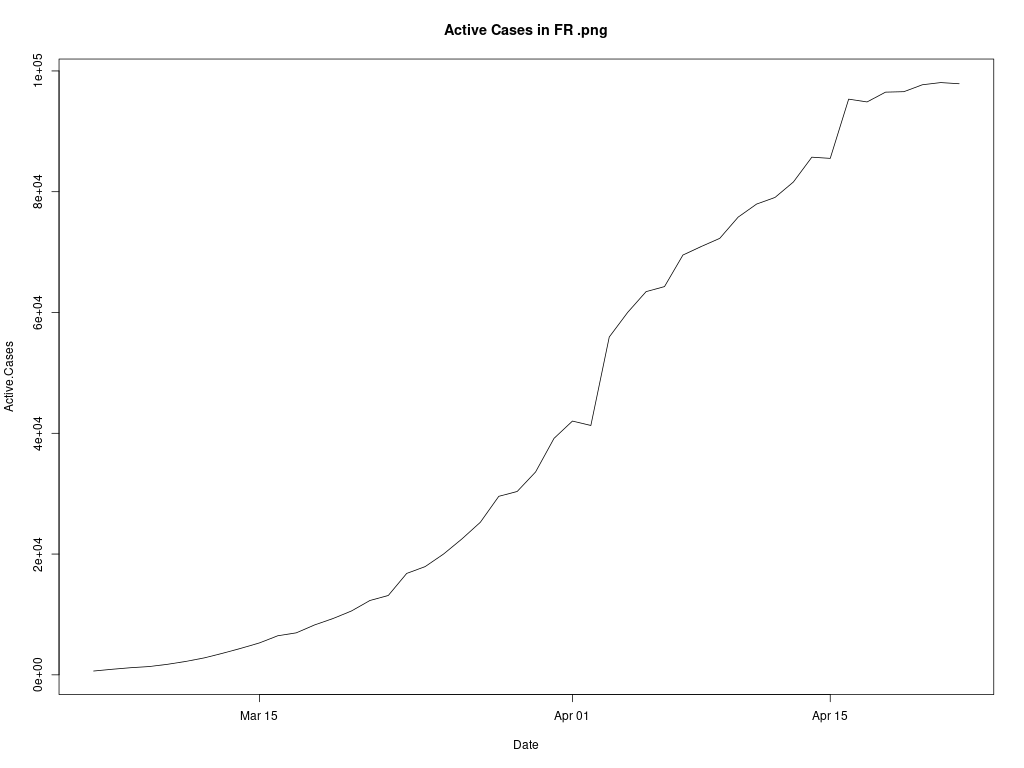 Active Cases in FR .png
Active.Cases
1e+05
8e+04
6e+04
4e+04
2e+04
0e+00
Mar 15
Apr 01
Apr 15
Date